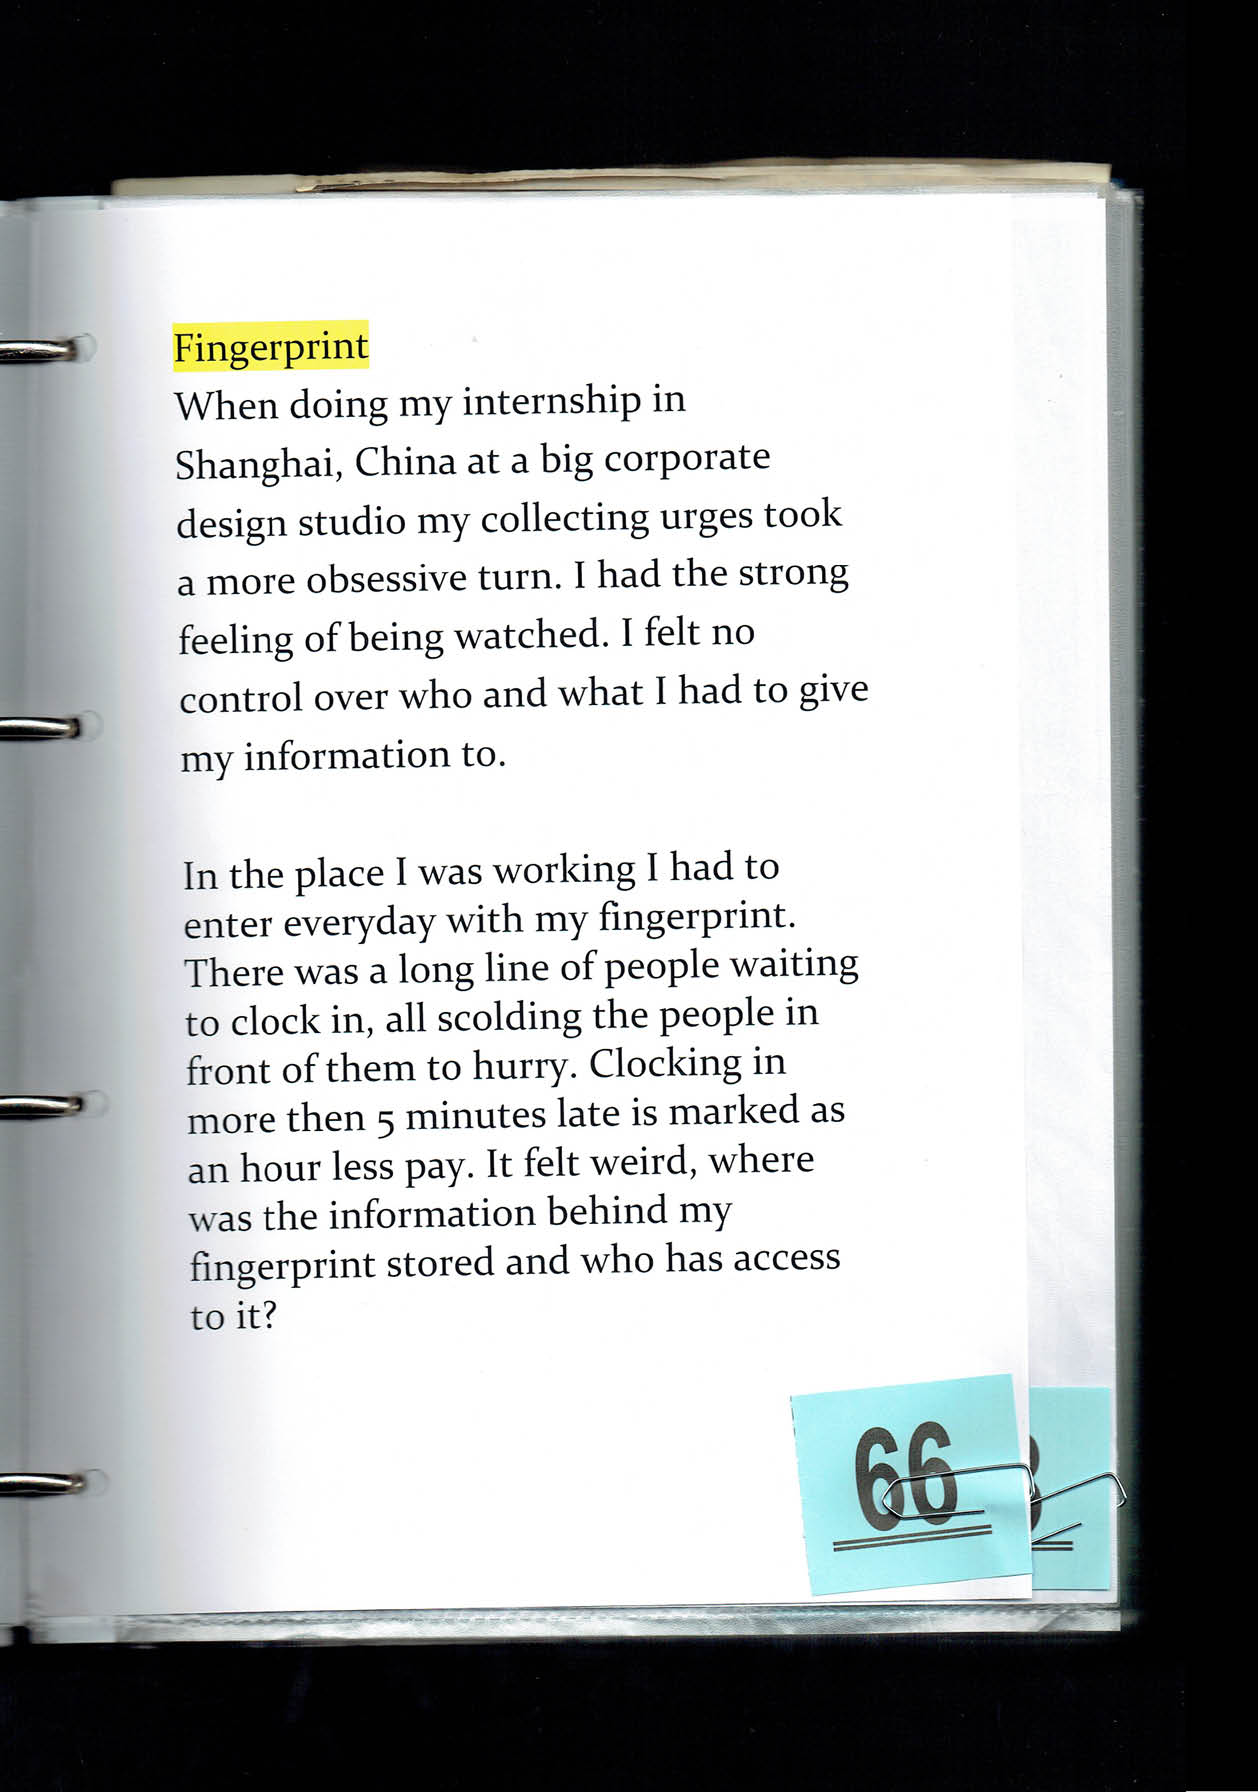 Fingerprint
When doing my internship in
Shanghai, China at a big corporate
design studio my collecting urges took
a more obsessive turn. I had the strong
feeling of being watched. I felt no
control over who and what I had to give
my information to.
In the place I was working I had to
enter everyday with my fingerprint.
There was a long line of people waiting
to clock in, all scolding the people in
front of them to hurry. Clocking in
more then 5 minutes late is marked as
an hour less pay. It felt weird, where
was the information behind my
fingerprint stored and who has access
to it?
66